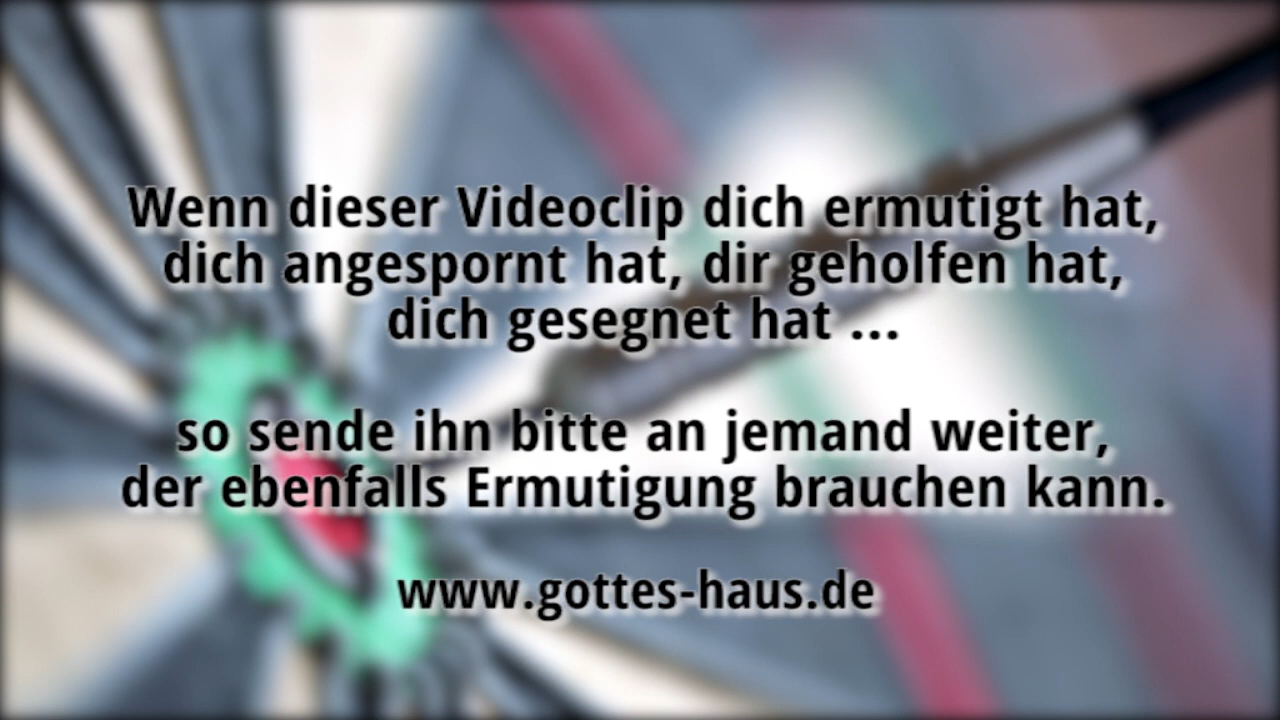 Wenn dieser Videoclip dich ermutigt hat,
dich angespornt hat, dir geholfen hat,
dich gesegnet hat ...
so sende ihn bitte an jemand weiter,
der ebenfalls Ermutigung brauchen kann.
www.gottes-haus.de